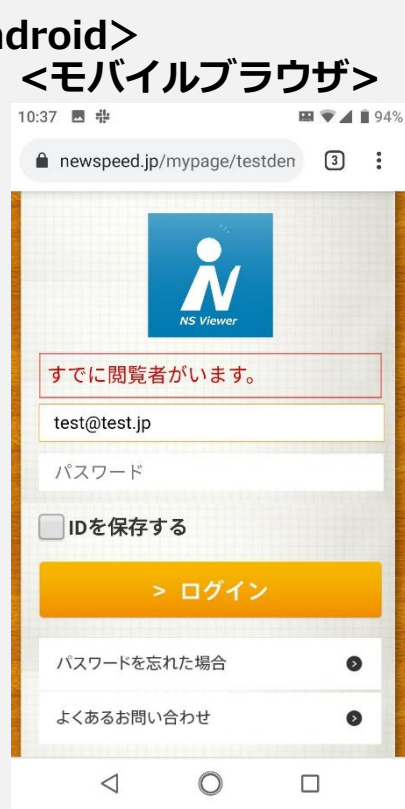 ndroid>
<モバイルブラウザ>
10:37
94%
newspeed.jp/mypage/testden
3
NS Viewer
すでに閲覧者がいます。
test@test.jp
パスワード
IDを保存する
> ログイン
パスワードを忘れた場合
よくあるお問い合わせ